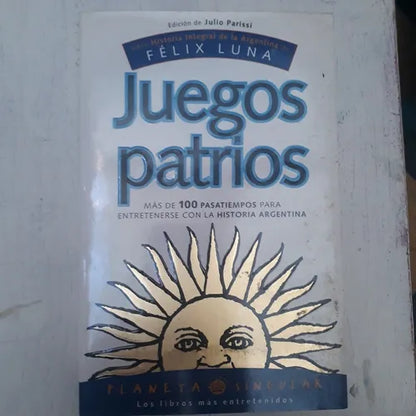 Edición de Julio Parissi
Historia Integral de la Argentina
FÉLIX LUNA
Juegos
patrios
MÁS DE 100 PASATIEMPOS PARA
ENTRETENERSE CON LA HISTORIA ARGENTINA
PLANETA SINGULAR
Los libros más entretenidos